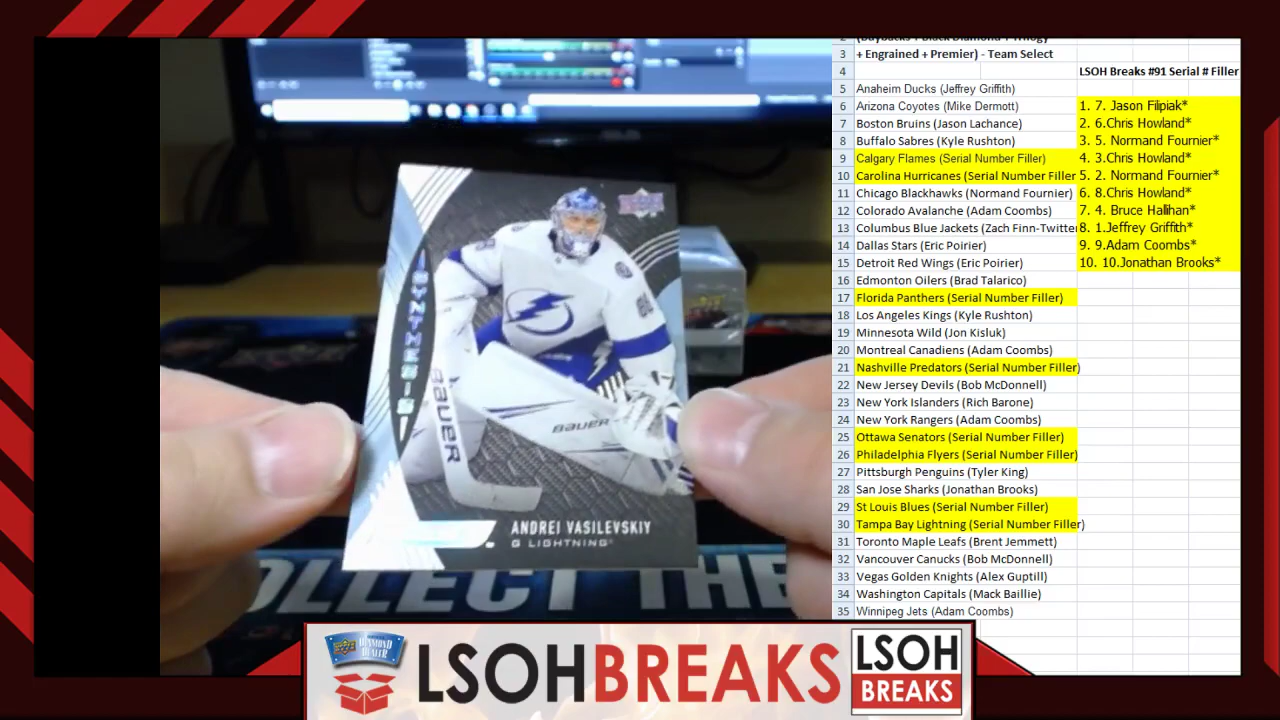 3 + Engrained + Premier) - Team Select
4 LSOH Breaks #91 Serial # Filler
5 Anaheim Ducks (Jeffrey Griffith)
6 Arizona Coyotes (Mike Dermott) 1. 7. Jason Filipiak*
7 Boston Bruins (Jason Lachance) 2. 6.Chris Howland*
8 Buffalo Sabres (Kyle Rushton) 3. 5. Normand Fournier*
9 Calgary Flames (Serial Number Filler) 4. 3.Chris Howland*
10 Carolina Hurricanes (Serial Number Filler 5. 2. Normand Fournier*
11 Chicago Blackhawks (Normand Fournier) 6. 8.Chris Howland*
12 Colorado Avalanche (Adam Coombs) 7. 4. Bruce Hallihan*
13 Columbus Blue Jackets (Zach Finn-Twitter 8. 1.Jeffrey Griffith*
14 Dallas Stars (Eric Poirier) 9. 9.Adam Coombs*
15 Detroit Red Wings (Eric Poirier) 10. 10.Jonathan Brooks*
16 Edmonton Oilers (Brad Talarico)
17 Florida Panthers (Serial Number Filler)
18 Los Angeles Kings (Kyle Rushton)
19 Minnesota Wild (Jon Kisluk)
20 Montreal Canadiens (Adam Coombs)
21 Nashville Predators (Serial Number Filler)
22 New Jersey Devils (Bob McDonnell)
23 New York Islanders (Rich Barone)
24 New York Rangers (Adam Coombs)
25 Ottawa Senators (Serial Number Filler)
26 Philadelphia Flyers (Serial Number Filler)
27 Pittsburgh Penguins (Tyler King)
28 San Jose Sharks (Jonathan Brooks)
29 St Louis Blues (Serial Number Filler)
30 Tampa Bay Lightning (Serial Number Filler)
31 Toronto Maple Leafs (Brent Jemmett)
32 Vancouver Canucks (Bob McDonnell)
33 Vegas Golden Knights (Alex Guptill)
34 Washington Capitals (Mack Baillie)
35 Winnipeg Jets (Adam Coombs)
SYNTHESIS
BAUER
BAUER
ANDREI VASILEVSKIY
G LIGHTNING
COLLECT THE
DIAMOND
DEALER
LSOHBREAKS
LSOH
BREAKS